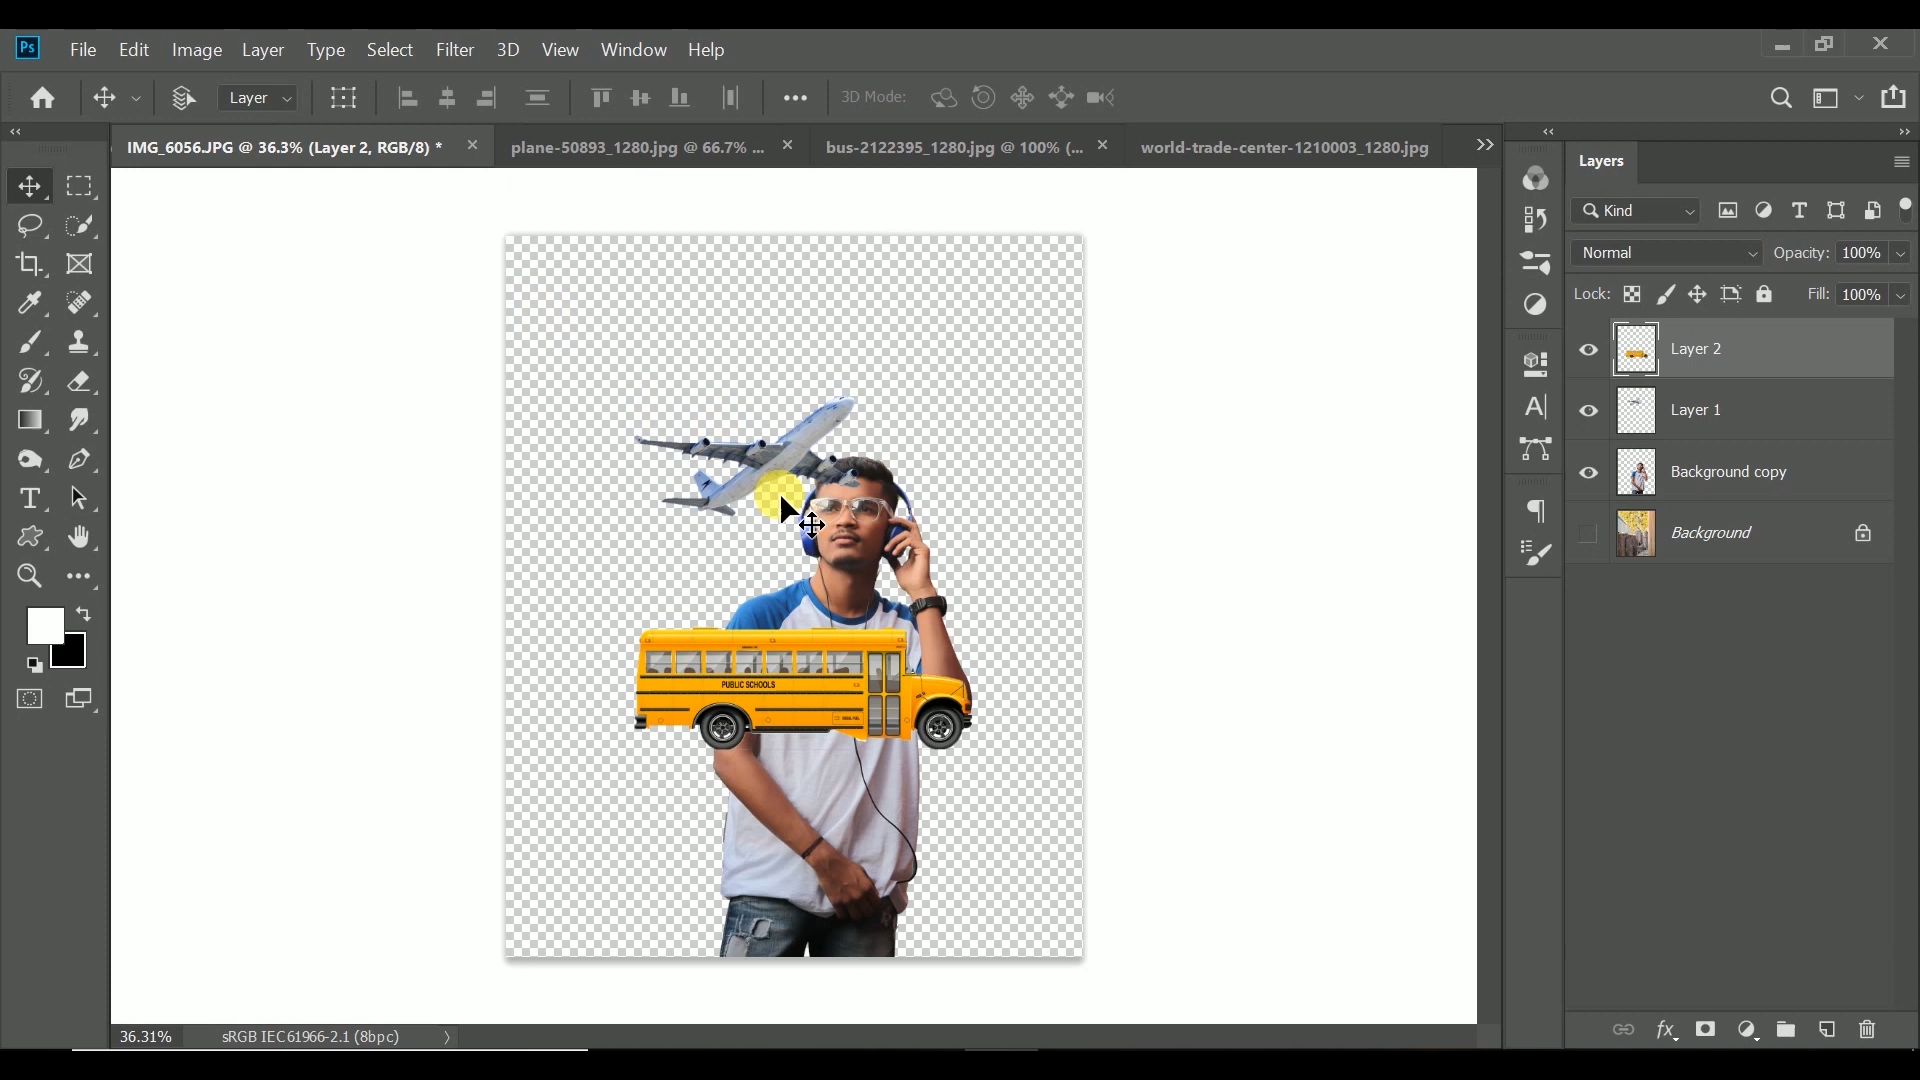 Ps File Edit Image Layer Type Select Filter 3D View Window Help
Layer 3D Mode:
IMG_6056.JPG @ 36.3% (Layer 2, RGB/8) * plane-50893_1280.jpg @ 66.7% ... bus-2122395_1280.jpg @ 100% (... world-trade-center-1210003_1280.jpg
Layers
Kind
Normal Opacity: 100%
Lock: Fill: 100%
Layer 2
Layer 1
Background copy
Background
PUBLIC SCHOOLS
36.31% sRGB IEC61966-2.1 (8bpc)